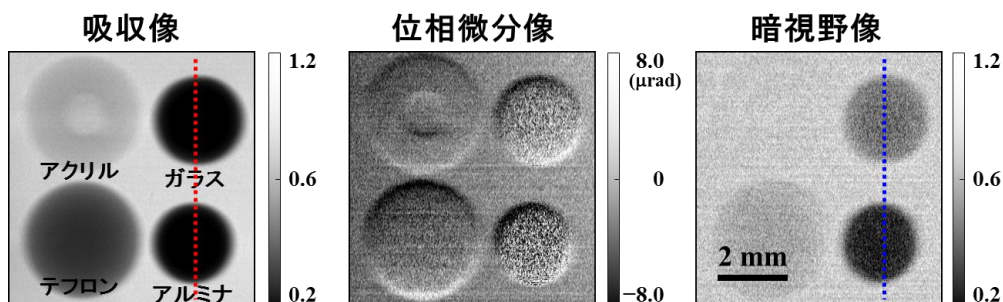 吸収像
位相微分像
暗視野像
アクリル
ガラス
テフロン
アルミナ
1.2
0.6
0.2
8.0
(μrad)
0
−8.0
2 mm
1.2
0.6
0.2